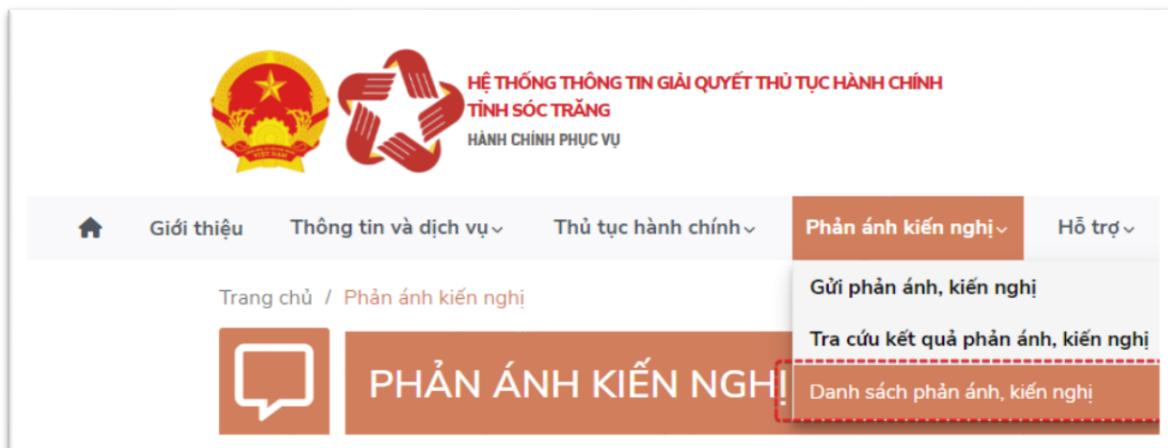 HỆ THỐNG THÔNG TIN GIẢI QUYẾT THỦ TỤC HÀNH CHÍNH
TỈNH SÓC TRĂNG
HÀNH CHÍNH PHỤC VỤ
VIỆT NAM
Giới thiệu Thông tin và dịch vụ Thủ tục hành chính Phản ánh kiến nghị Hỗ trợ
Trang chủ / Phản ánh kiến nghị
Gửi phản ánh, kiến nghị
Tra cứu kết quả phản ánh, kiến nghị
Danh sách phản ánh, kiến nghị
PHẢN ÁNH KIẾN NGHỊ